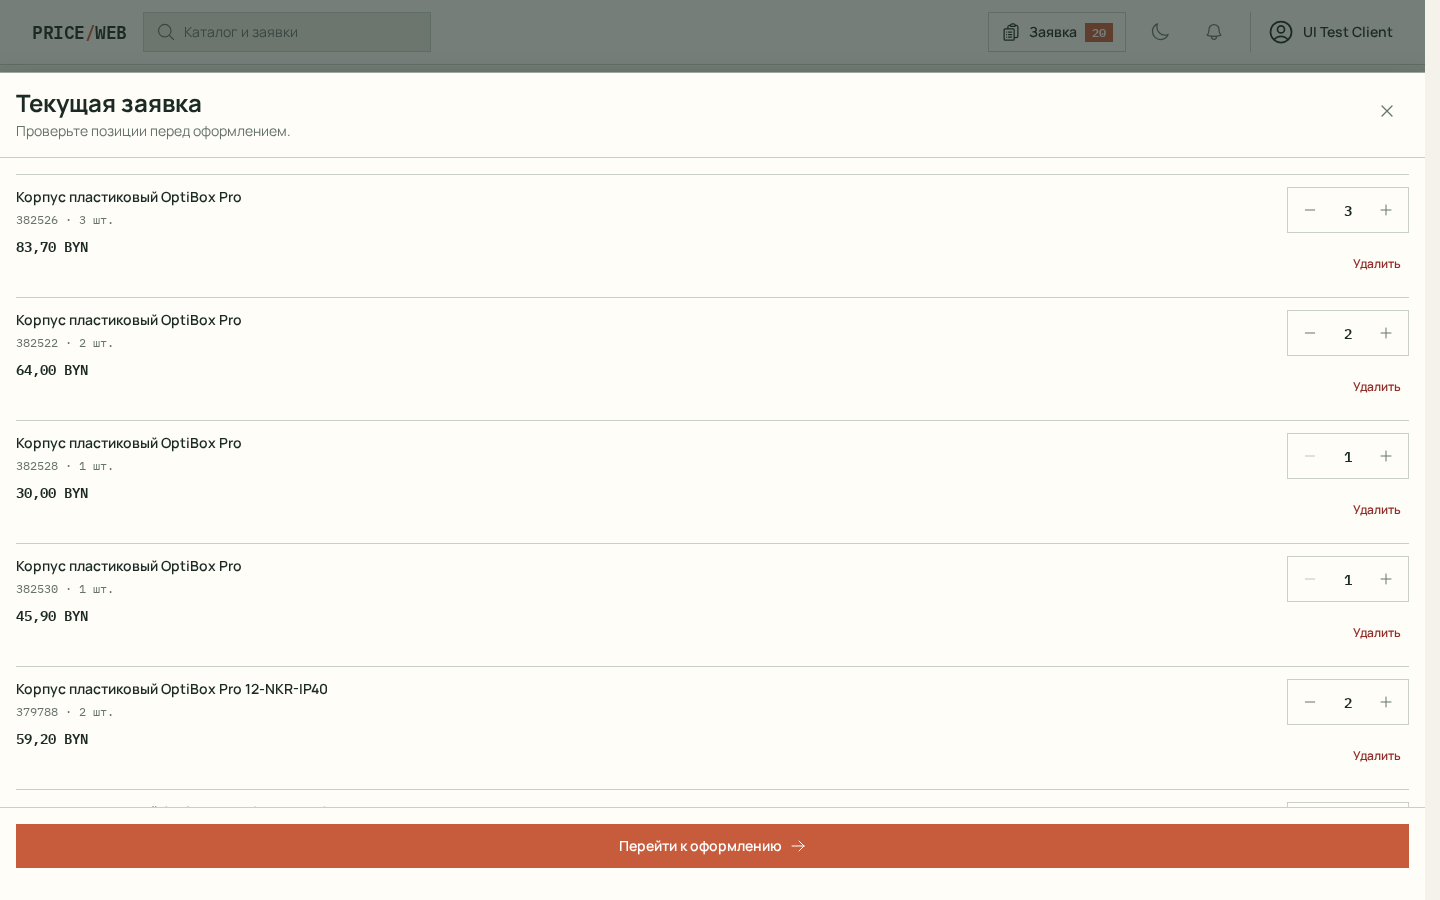 PRICE/WEB
Каталог и заявки
Заявка 20
UI Test Client
Текущая заявка
Проверьте позиции перед оформлением.
Корпус пластиковый OptiBox Pro
382526 · 3 шт.
83,70 BYN
3
Удалить
Корпус пластиковый OptiBox Pro
382522 · 2 шт.
64,00 BYN
2
Удалить
Корпус пластиковый OptiBox Pro
382528 · 1 шт.
30,00 BYN
1
Удалить
Корпус пластиковый OptiBox Pro
382530 · 1 шт.
45,90 BYN
1
Удалить
Корпус пластиковый OptiBox Pro 12-NKR-IP40
379788 · 2 шт.
59,20 BYN
2
Удалить
Перейти к оформлению